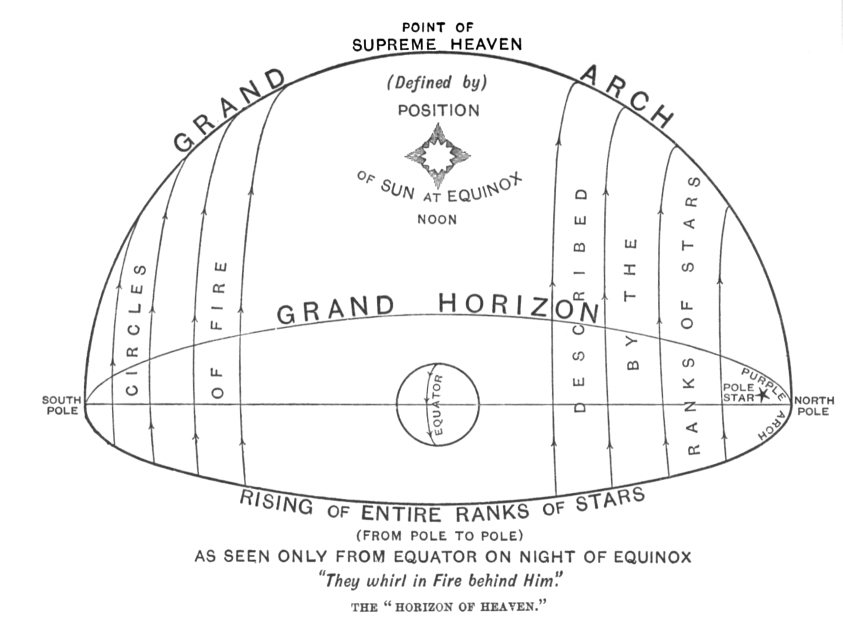 POINT OF
SUPREME HEAVEN
GRAND ARCH
(Defined by)
POSITION
OF SUN AT EQUINOX
NOON
CIRCLES
OF FIRE
DESCRIBED
BY THE
RANKS OF STARS
GRAND HORIZON
EQUATOR
SOUTH
POLE
PURPLE
ARCH
POLE
STAR
NORTH
POLE
RISING OF ENTIRE RANKS OF STARS
(FROM POLE TO POLE)
AS SEEN ONLY FROM EQUATOR ON NIGHT OF EQUINOX
"They whirl in Fire behind Him."
THE "HORIZON OF HEAVEN."